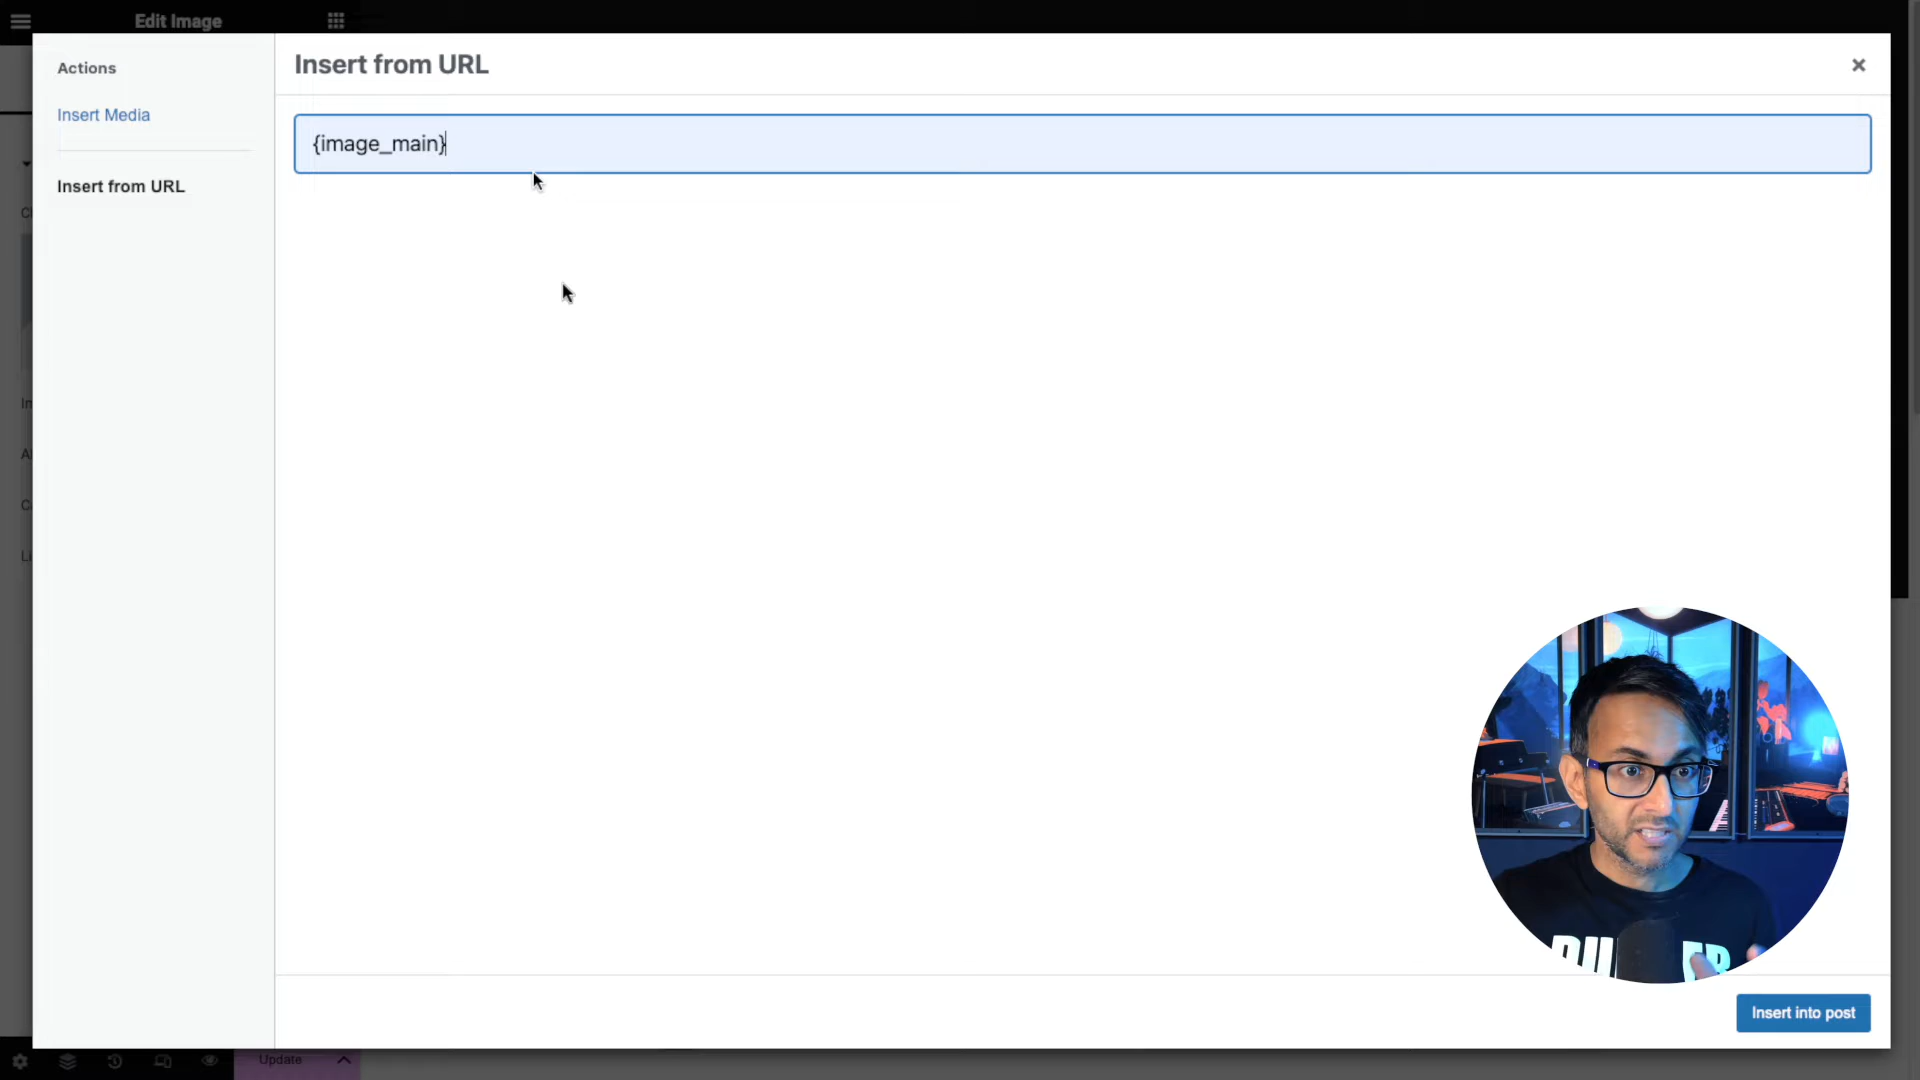 Edit Image
Actions
Insert Media
Insert from URL
Insert from URL
{image_main}
Insert into post
Update